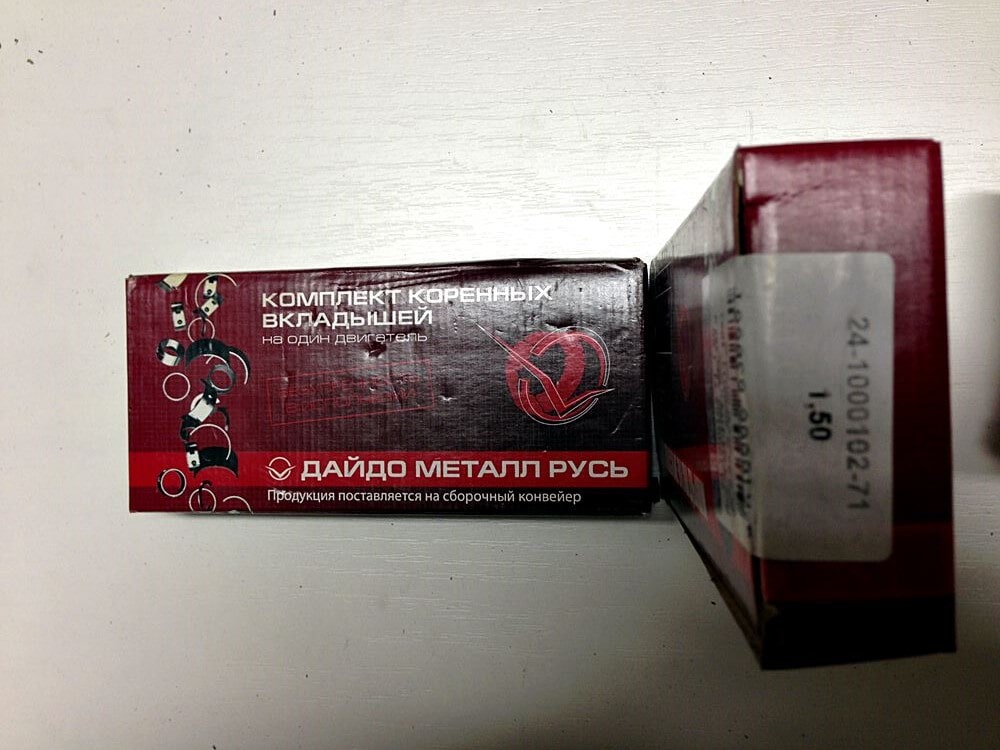 КОМПЛЕКТ КОРЕННЫХ
ВКЛАДЫШЕЙ
на один двигатель
ДАЙДО МЕТАЛЛ РУСЬ
Продукция поставляется на сборочный конвейер
24-1000102-71
1,50